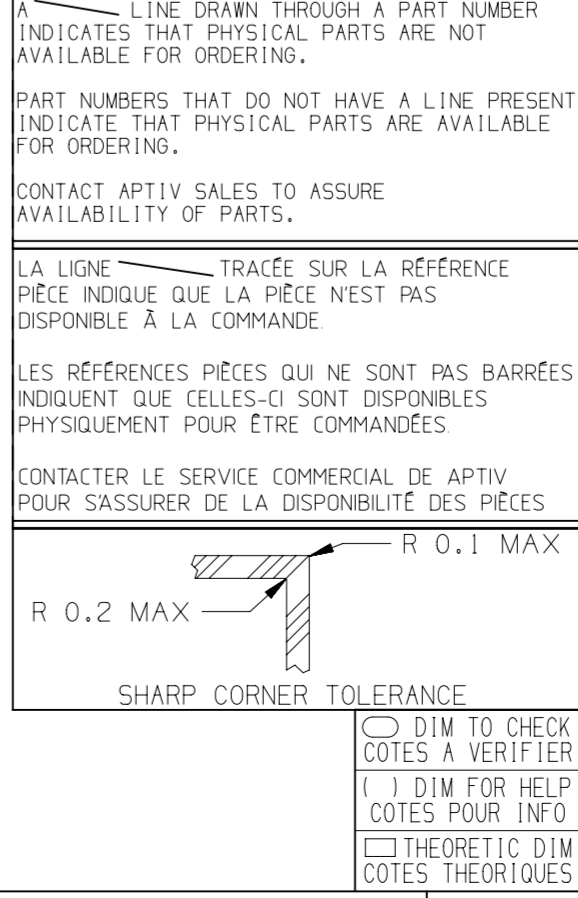 A LINE DRAWN THROUGH A PART NUMBER
INDICATES THAT PHYSICAL PARTS ARE NOT
AVAILABLE FOR ORDERING.
PART NUMBERS THAT DO NOT HAVE A LINE PRESENT
INDICATE THAT PHYSICAL PARTS ARE AVAILABLE
FOR ORDERING.
CONTACT APTIV SALES TO ASSURE
AVAILABILITY OF PARTS.
LA LIGNE TRACÉE SUR LA RÉFÉRENCE
PIÈCE INDIQUE QUE LA PIÈCE N'EST PAS
DISPONIBLE À LA COMMANDE.
LES RÉFÉRENCES PIÈCES QUI NE SONT PAS BARRÉES
INDIQUENT QUE CELLES-CI SONT DISPONIBLES
PHYSIQUEMENT POUR ÊTRE COMMANDÉES.
CONTACTER LE SERVICE COMMERCIAL DE APTIV
POUR S'ASSURER DE LA DISPONIBILITÉ DES PIÈCES
R 0.1 MAX
R 0.2 MAX
SHARP CORNER TOLERANCE
DIM TO CHECK
COTES A VERIFIER
( ) DIM FOR HELP
COTES POUR INFO
THEORETIC DIM
COTES THEORIQUES